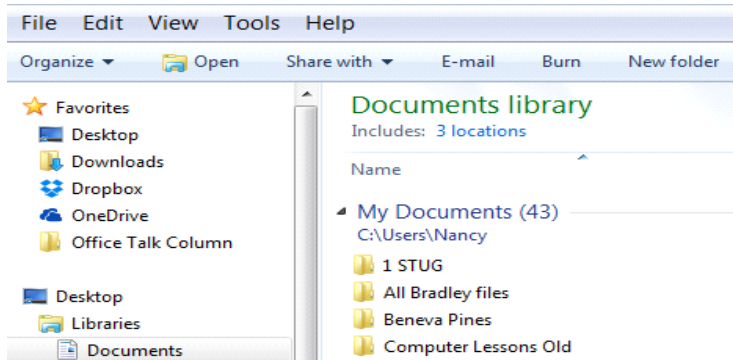 File Edit View Tools Help
Organize Open Share with E-mail Burn New folder
Favorites
Desktop
Downloads
Dropbox
OneDrive
Office Talk Column
Desktop
Libraries
Documents
Documents library
Includes: 3 locations
Name
My Documents (43)
C:\Users\Nancy
1 STUG
All Bradley files
Beneva Pines
Computer Lessons Old